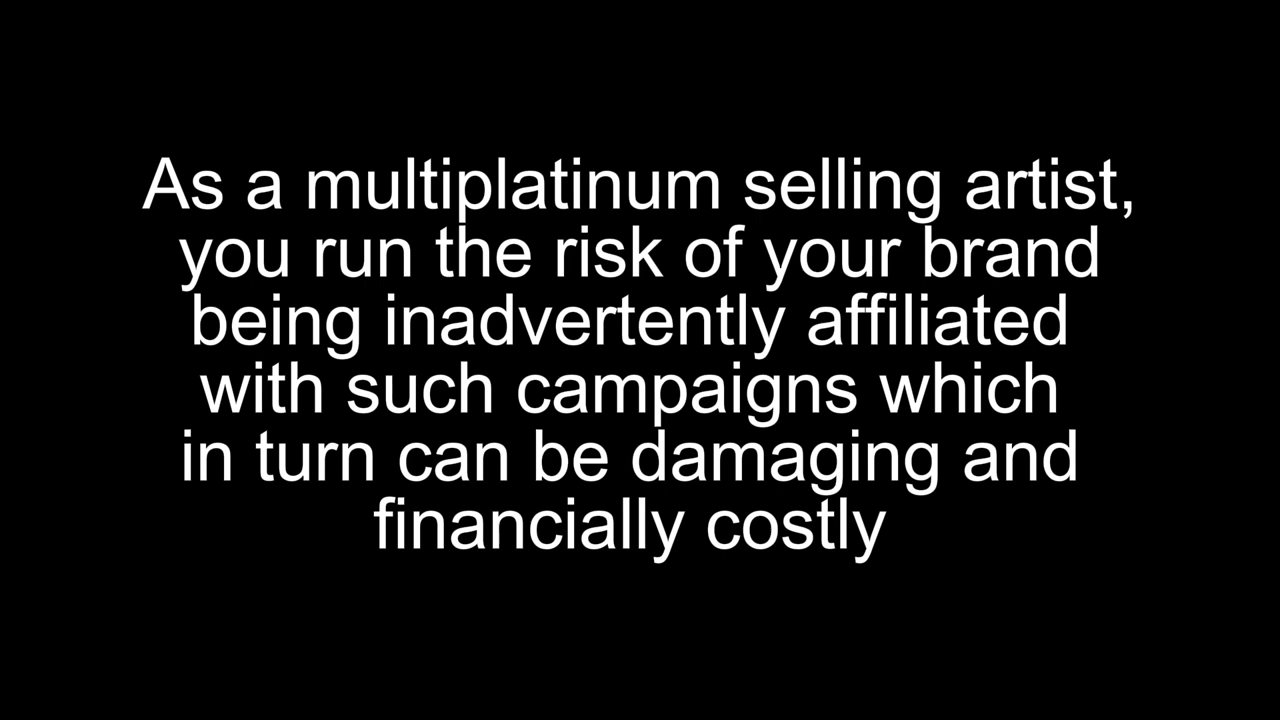 As a multiplatinum selling artist,
you run the risk of your brand
being inadvertently affiliated
with such campaigns which
in turn can be damaging and
financially costly